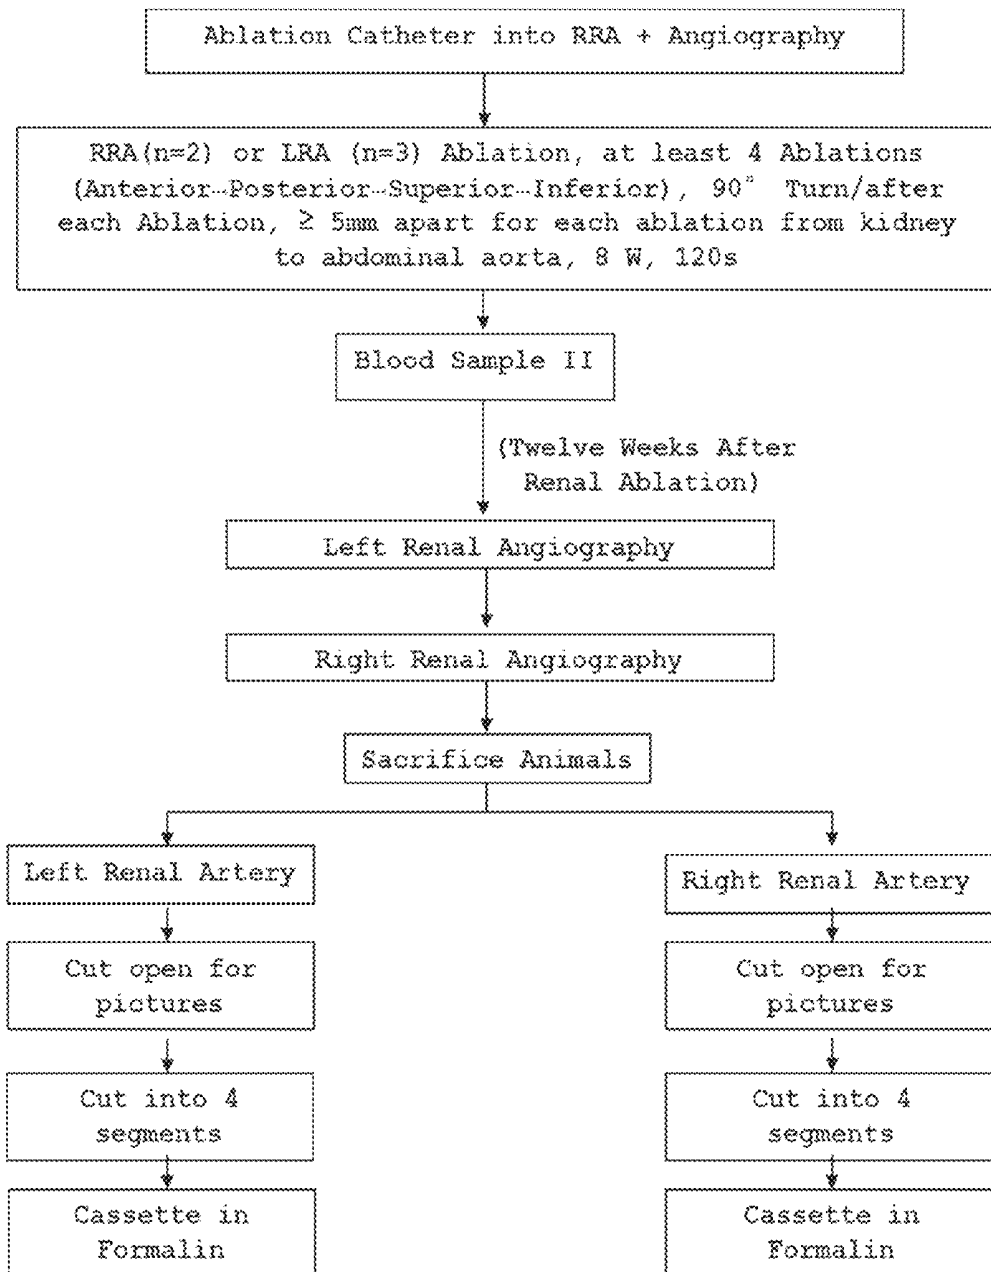 Ablation Catheter into RRA + Angiography
RRA(n=2) or LRA (n=3) Ablation, at least 4 Ablations
(Anterior--Posterior--Superior--Inferior), 90° Turn/after
each Ablation, ≥ 5mm apart for each ablation from kidney
to abdominal aorta, 8 W, 120s
Blood Sample II
(Twelve Weeks After
Renal Ablation)
Left Renal Angiography
Right Renal Angiography
Sacrifice Animals
Left Renal Artery
Cut open for
pictures
Cut into 4
segments
Cassette in
Formalin
Right Renal Artery
Cut open for
pictures
Cut into 4
segments
Cassette in
Formalin